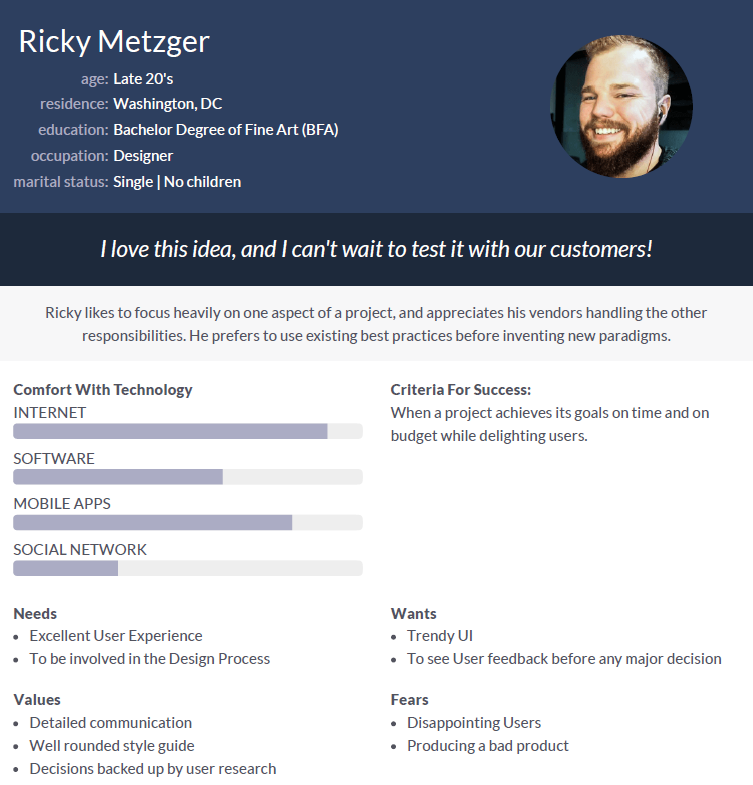 Ricky Metzger
age: Late 20's
residence: Washington, DC
education: Bachelor Degree of Fine Art (BFA)
occupation: Designer
marital status: Single | No children
I love this idea, and I can't wait to test it with our customers!
Ricky likes to focus heavily on one aspect of a project, and appreciates his vendors handling the other
responsibilities. He prefers to use existing best practices before inventing new paradigms.
Comfort With Technology
INTERNET
SOFTWARE
MOBILE APPS
SOCIAL NETWORK
Criteria For Success:
When a project achieves its goals on time and on
budget while delighting users.
Needs
• Excellent User Experience
• To be involved in the Design Process
Wants
• Trendy UI
• To see User feedback before any major decision
Values
• Detailed communication
• Well rounded style guide
• Decisions backed up by user research
Fears
• Disappointing Users
• Producing a bad product